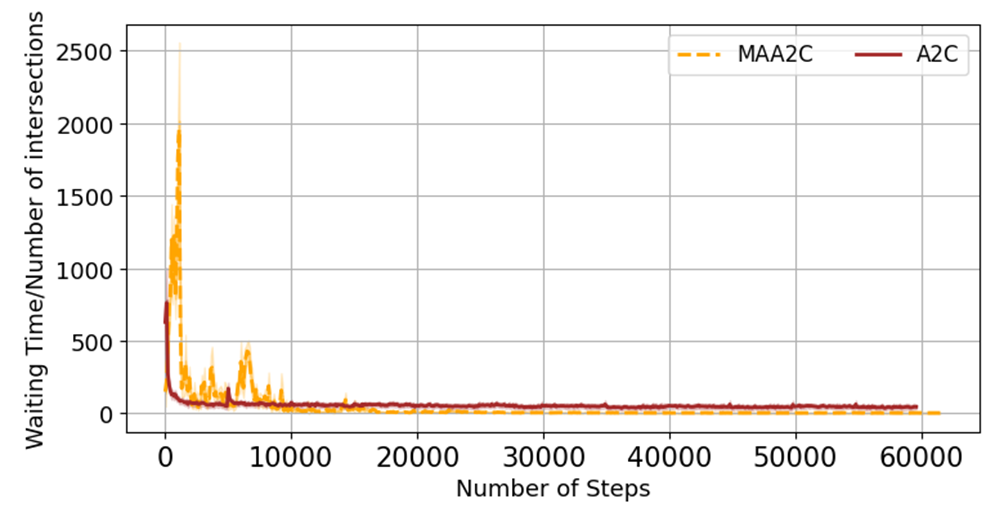 Waiting Time/Number of intersections
2500
2000
1500
1000
500
0
MAA2C A2C
0 10000 20000 30000 40000 50000 60000
Number of Steps